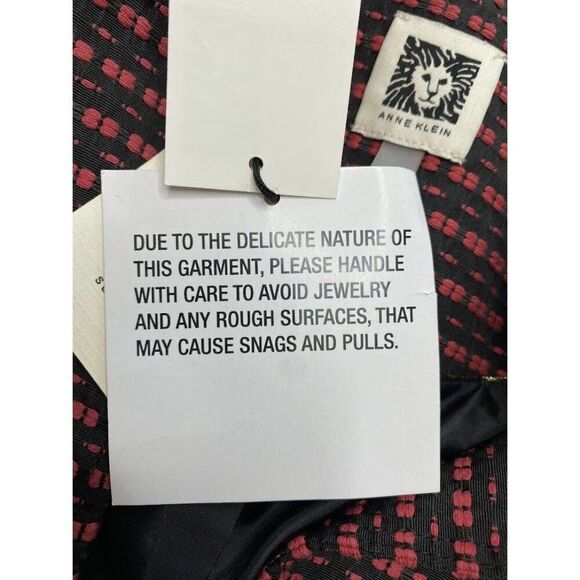 ANNE KLEIN
DUE TO THE DELICATE NATURE OF
THIS GARMENT, PLEASE HANDLE
WITH CARE TO AVOID JEWELRY
AND ANY ROUGH SURFACES, THAT
MAY CAUSE SNAGS AND PULLS.